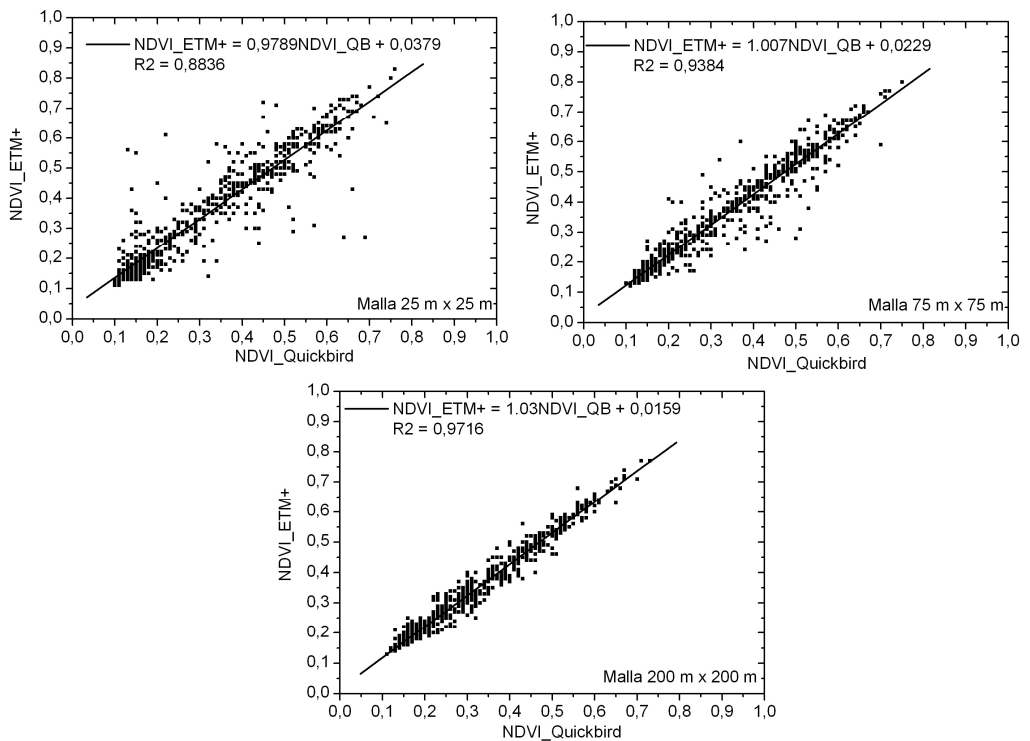 NDVI_ETM+ = 0,9789NDVI_QB + 0,0379
R2 = 0,8836
1,0
0,9
0,8
0,7
0,6
0,5
0,4
0,3
0,2
0,1
0,0
NDVI_ETM+
Malla 25 m x 25 m
0,0 0,1 0,2 0,3 0,4 0,5 0,6 0,7 0,8 0,9 1,0
NDVI_Quickbird
NDVI_ETM+ = 1.007NDVI_QB + 0,0229
R2 = 0,9384
1,0
0,9
0,8
0,7
0,6
0,5
0,4
0,3
0,2
0,1
0,0
NDVI_ETM+
Malla 75 m x 75 m
0,0 0,1 0,2 0,3 0,4 0,5 0,6 0,7 0,8 0,9 1,0
NDVI_Quickbird
NDVI_ETM+ = 1.03NDVI_QB + 0,0159
R2 = 0,9716
1,0
0,9
0,8
0,7
0,6
0,5
0,4
0,3
0,2
0,1
0,0
NDVI_ETM+
Malla 200 m x 200 m
0,0 0,1 0,2 0,3 0,4 0,5 0,6 0,7 0,8 0,9 1,0
NDVI_Quickbird